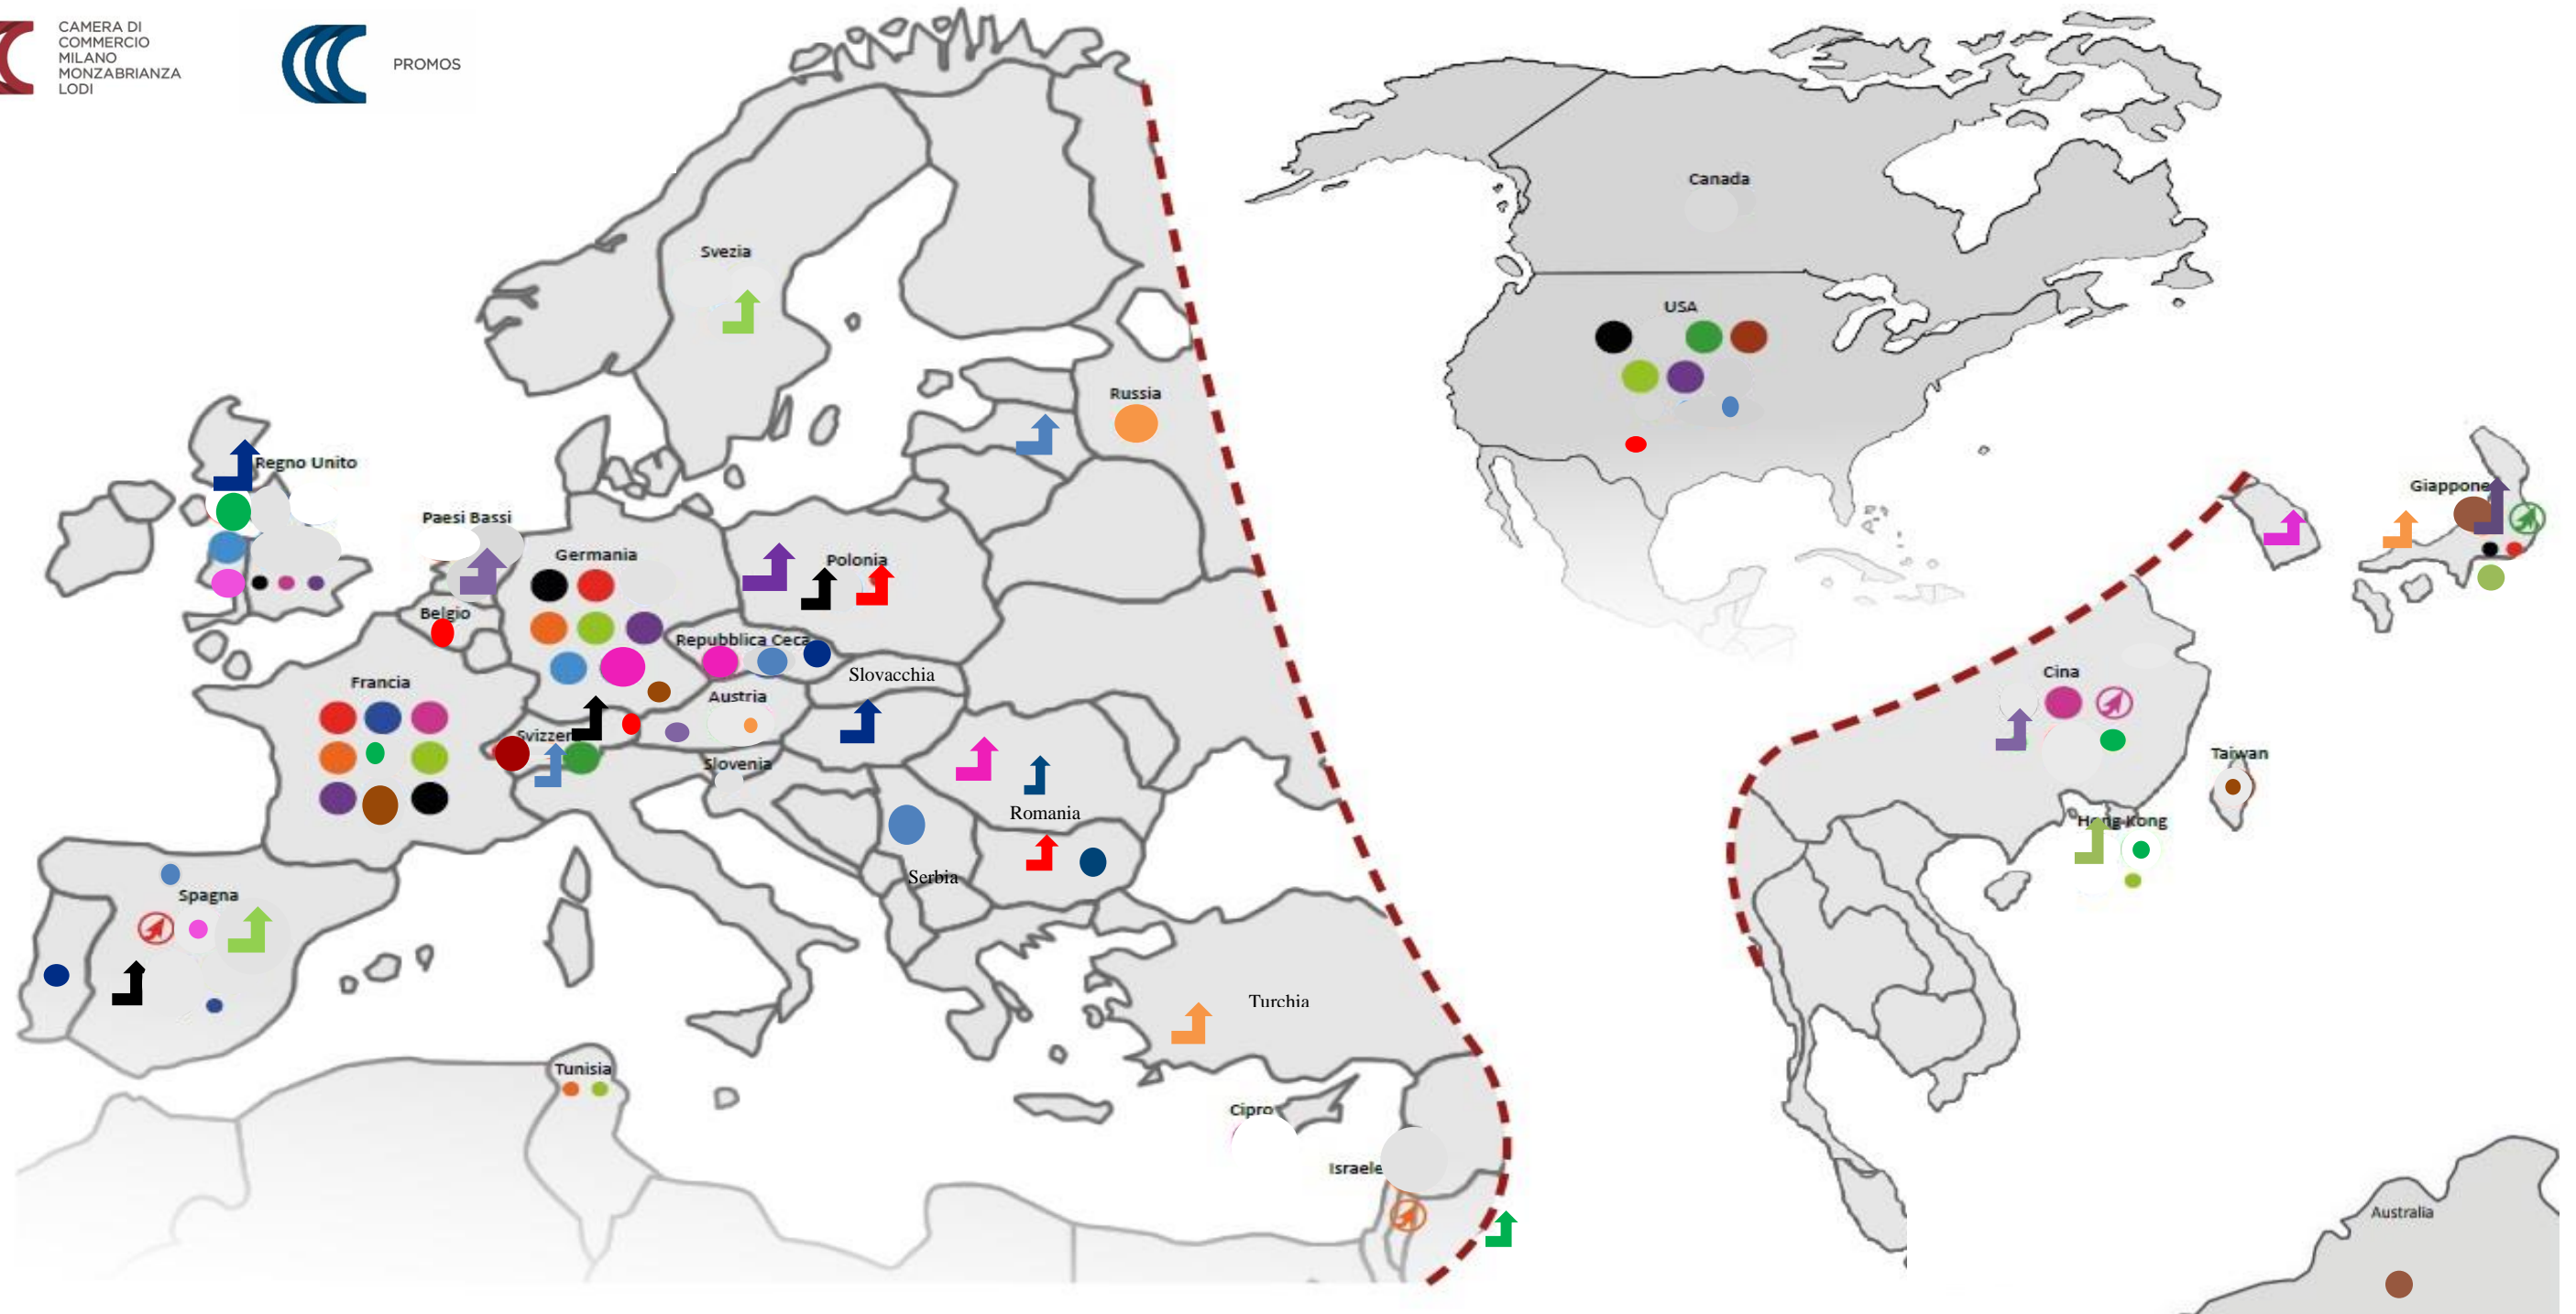 CAMERA DI
COMMERCIO
MILANO
MONZABRIANZA
LODI
PROMOS
Canada
Svezia
USA
Russia
Regno Unito
Giappone
Paesi Bassi
Germania
Polonia
Belgio
Repubblica Ceca
Cina
Slovacchia
Francia
Austria
Svizzer
Taiwan
Slovenia
Romania
Hong Kong
Serbia
Spagna
Turchia
Tunisia
Cipro
Israele
Australia